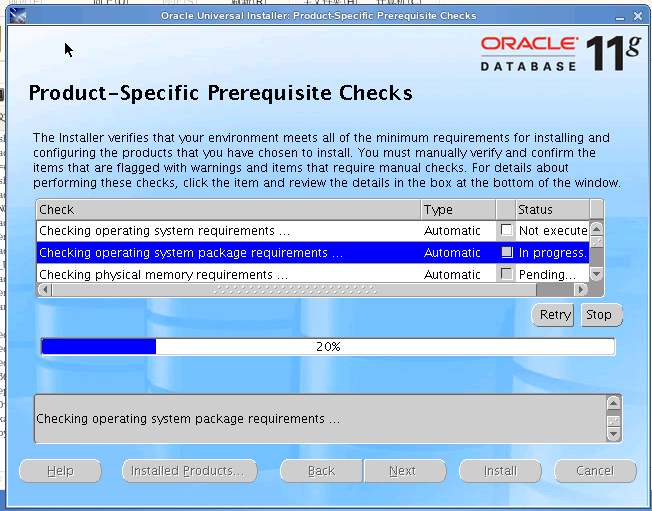 Oracle Universal Installer: Product-Specific Prerequisite Checks
ORACLE
DATABASE 11g
Product-Specific Prerequisite Checks
The Installer verifies that your environment meets all of the minimum requirements for installing and
configuring the products that you have chosen to install. You must manually verify and confirm the
items that are flagged with warnings and items that require manual checks. For details about
performing these checks, click the item and review the details in the box at the bottom of the window.
Check Type Status
Checking operating system requirements ... Automatic Not execute
Checking operating system package requirements ... Automatic In progress.
Checking physical memory requirements ... Automatic Pending...
Retry Stop
20%
Checking operating system package requirements ...
Help Installed Products... Back Next Install Cancel